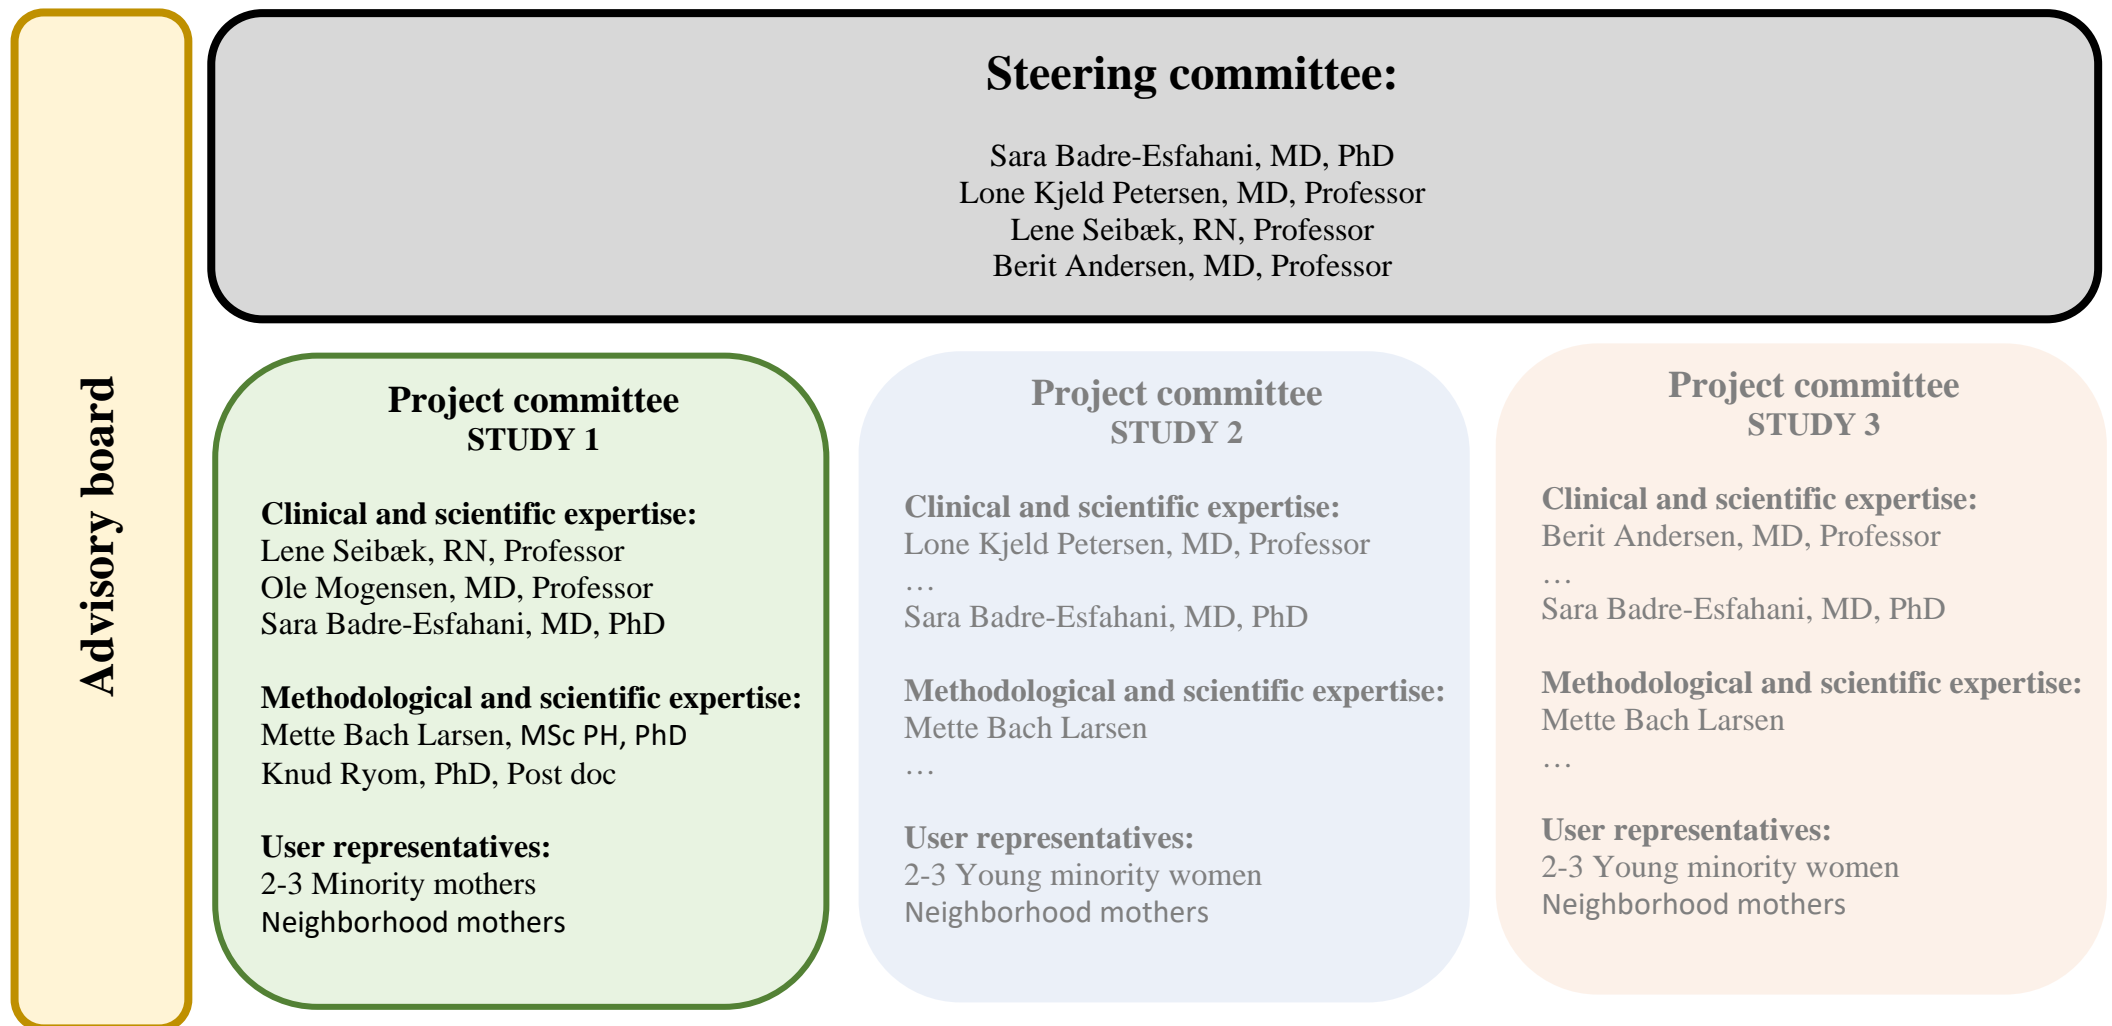 Advisory board
Steering committee:
Sara Badre-Esfahani, MD, PhD
Lone Kjeld Petersen, MD, Professor
Lene Seibæk, RN, Professor
Berit Andersen, MD, Professor
Project committee
STUDY 1
Clinical and scientific expertise:
Lene Seibæk, RN, Professor
Ole Mogensen, MD, Professor
Sara Badre-Esfahani, MD, PhD
Methodological and scientific expertise:
Mette Bach Larsen, MSc PH, PhD
Knud Ryom, PhD, Post doc
User representatives:
2-3 Minority mothers
Neighborhood mothers
Project committee
STUDY 2
Clinical and scientific expertise:
Lone Kjeld Petersen, MD, Professor
…
Sara Badre-Esfahani, MD, PhD
Methodological and scientific expertise:
Mette Bach Larsen
…
User representatives:
2-3 Young minority women
Neighborhood mothers
Project committee
STUDY 3
Clinical and scientific expertise:
Berit Andersen, MD, Professor
…
Sara Badre-Esfahani, MD, PhD
Methodological and scientific expertise:
Mette Bach Larsen
…
User representatives:
2-3 Young minority women
Neighborhood mothers